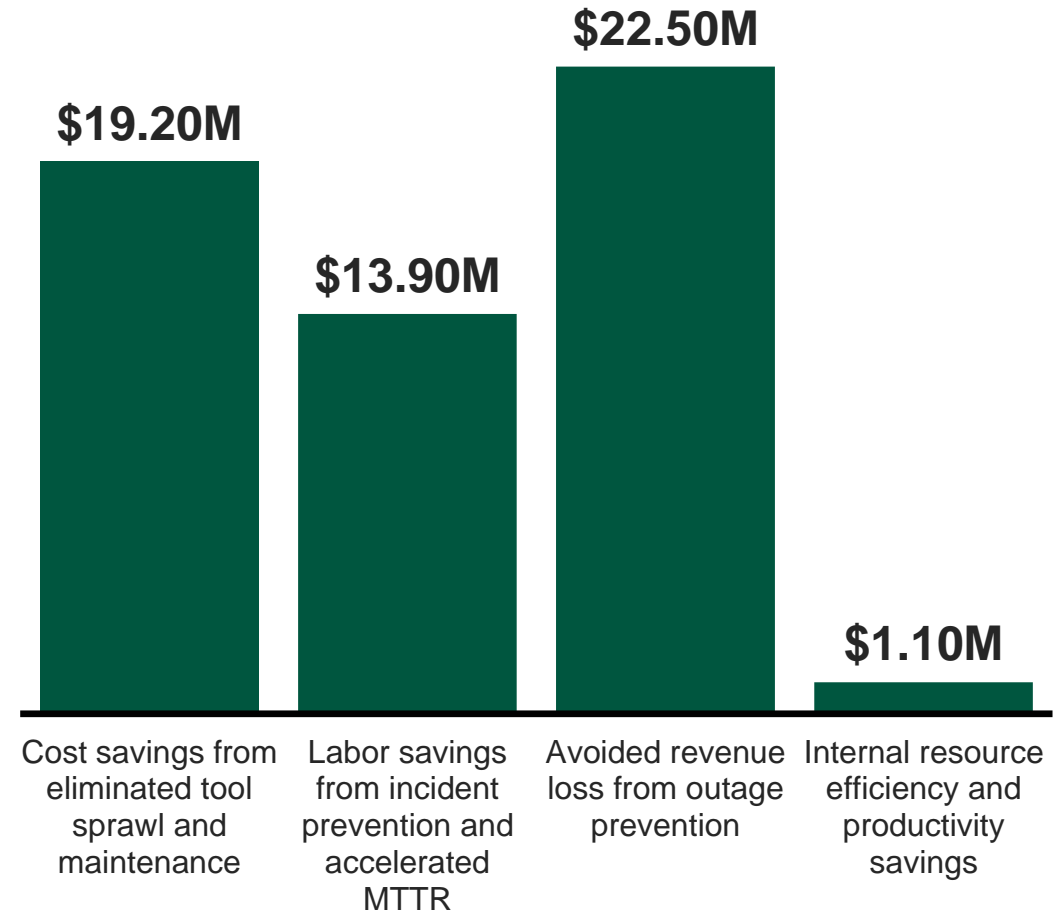 $22.50M
$19.20M
$13.90M
$1.10M
Cost savings from
eliminated tool
sprawl and
maintenance
Labor savings
from incident
prevention and
accelerated
MTTR
Avoided revenue
loss from outage
prevention
Internal resource
efficiency and
productivity
savings